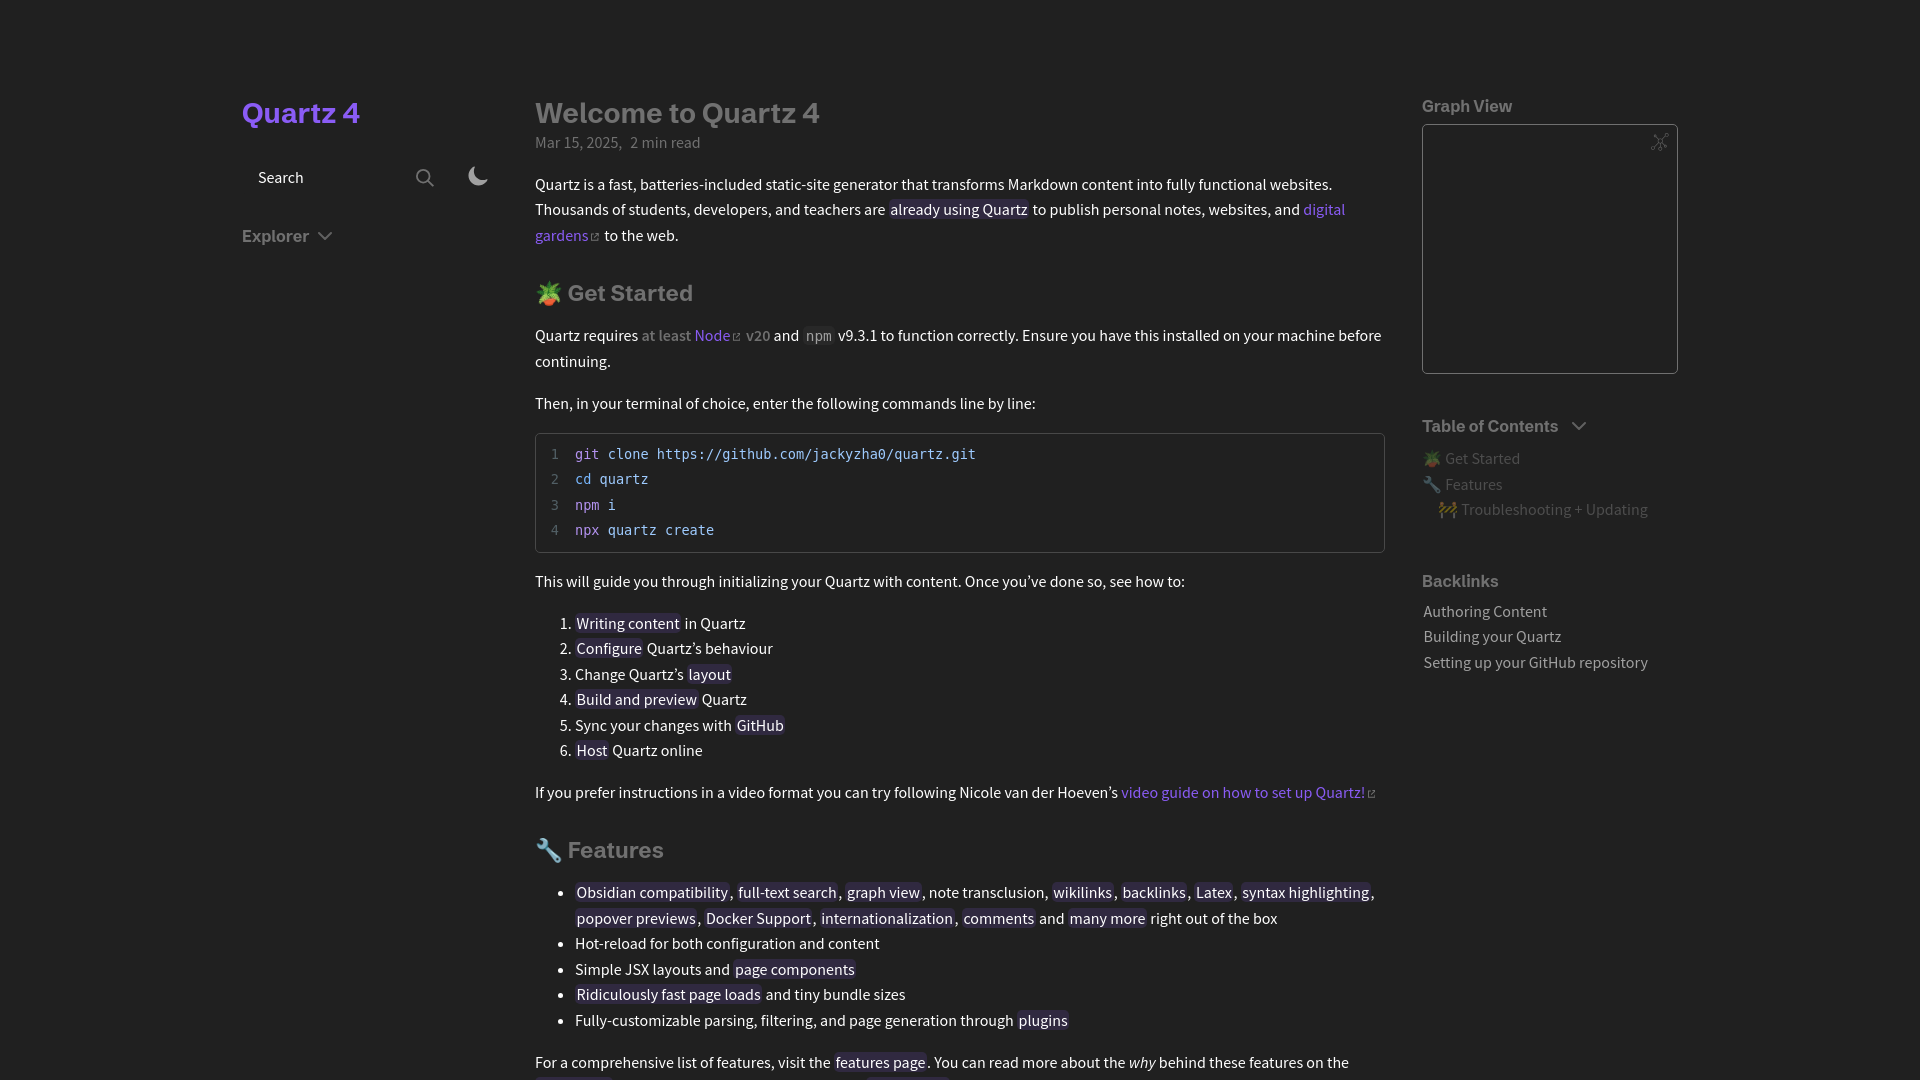 Quartz 4
Search
Explorer
Welcome to Quartz 4
Mar 15, 2025, 2 min read
Quartz is a fast, batteries-included static-site generator that transforms Markdown content into fully functional websites.
Thousands of students, developers, and teachers are already using Quartz to publish personal notes, websites, and digital
gardens to the web.
🪴 Get Started
Quartz requires at least Node v20 and npm v9.3.1 to function correctly. Ensure you have this installed on your machine before
continuing.
Then, in your terminal of choice, enter the following commands line by line:
1 git clone https://github.com/jackyzha0/quartz.git
2 cd quartz
3 npm i
4 npx quartz create
This will guide you through initializing your Quartz with content. Once you’ve done so, see how to:
1. Writing content in Quartz
2. Configure Quartz’s behaviour
3. Change Quartz’s layout
4. Build and preview Quartz
5. Sync your changes with GitHub
6. Host Quartz online
If you prefer instructions in a video format you can try following Nicole van der Hoeven’s video guide on how to set up Quartz!
🔧 Features
• Obsidian compatibility, full-text search, graph view, note transclusion, wikilinks, backlinks, Latex, syntax highlighting,
popover previews, Docker Support, internationalization, comments and many more right out of the box
• Hot-reload for both configuration and content
• Simple JSX layouts and page components
• Ridiculously fast page loads and tiny bundle sizes
• Fully-customizable parsing, filtering, and page generation through plugins
For a comprehensive list of features, visit the features page. You can read more about the why behind these features on the
Graph View
Table of Contents
🪴 Get Started
🔧 Features
🚧 Troubleshooting + Updating
Backlinks
Authoring Content
Building your Quartz
Setting up your GitHub repository